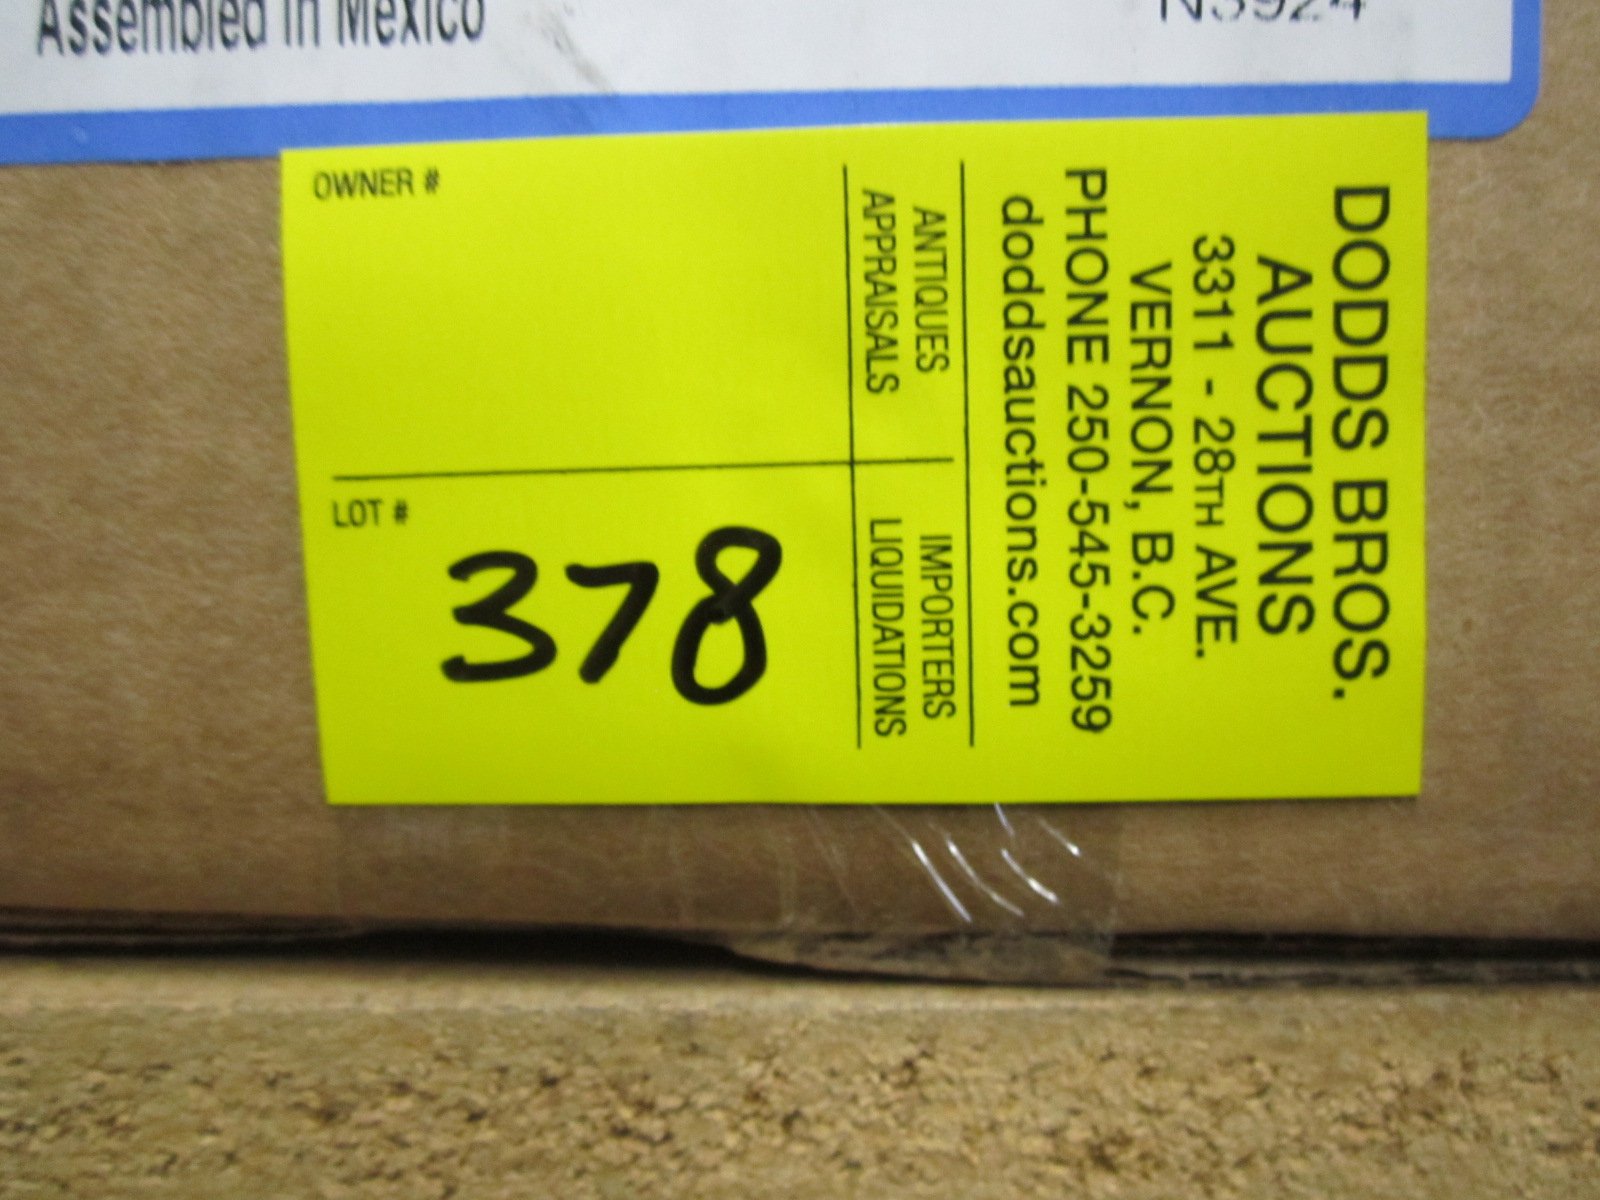 Assembled in Mexico
N3924
OWNER #
LOT #
378
DODDS BROS.
AUCTIONS
3311 - 28TH AVE.
VERNON, B.C.
PHONE 250-545-3259
doddsauctions.com
ANTIQUES
APPRAISALS
IMPORTERS
LIQUIDATIONS